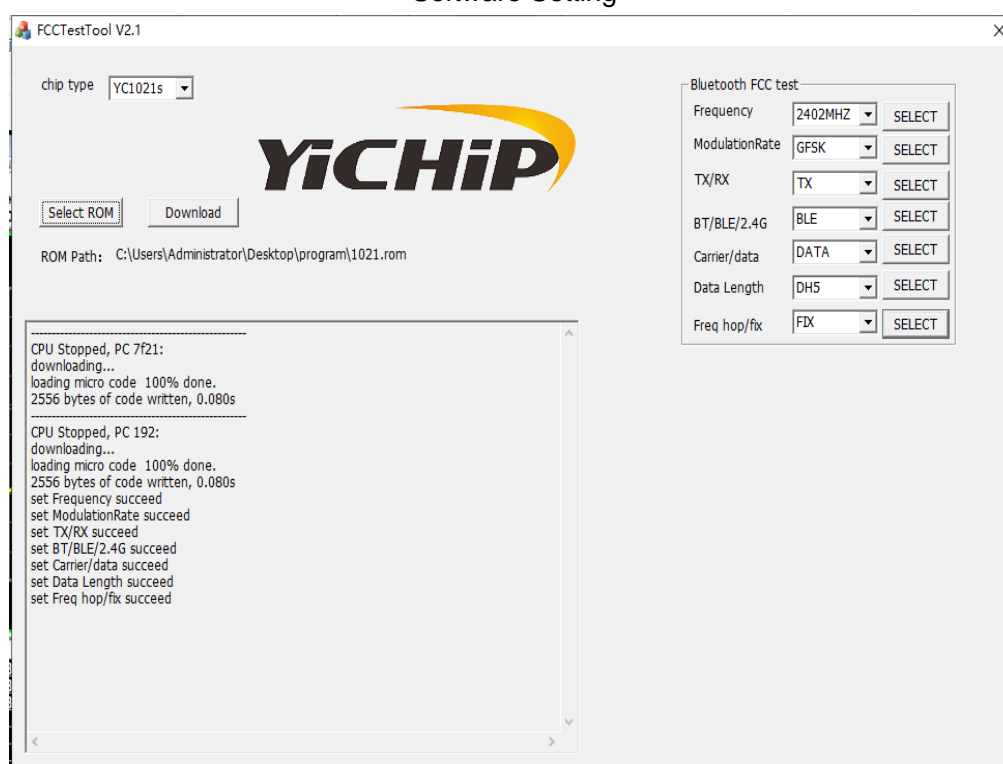 Software Setting
FCCTestTool V2.1
chip type YC1021s
YiCHiP
Select ROM Download
ROM Path: C:\Users\Administrator\Desktop\program\1021.rom
Bluetooth FCC test
Frequency 2402MHZ SELECT
ModulationRate GFSK SELECT
TX/RX TX SELECT
BT/BLE/2.4G BLE SELECT
Carrier/data DATA SELECT
Data Length DH5 SELECT
Freq hop/fix FIX SELECT
----------------------------------------------------
CPU Stopped, PC 7f21:
downloading...
loading micro code 100% done.
2556 bytes of code written, 0.080s
----------------------------------------------------
CPU Stopped, PC 192:
downloading...
loading micro code 100% done.
2556 bytes of code written, 0.080s
set Frequency succeed
set ModulationRate succeed
set TX/RX succeed
set BT/BLE/2.4G succeed
set Carrier/data succeed
set Data Length succeed
set Freq hop/fix succeed